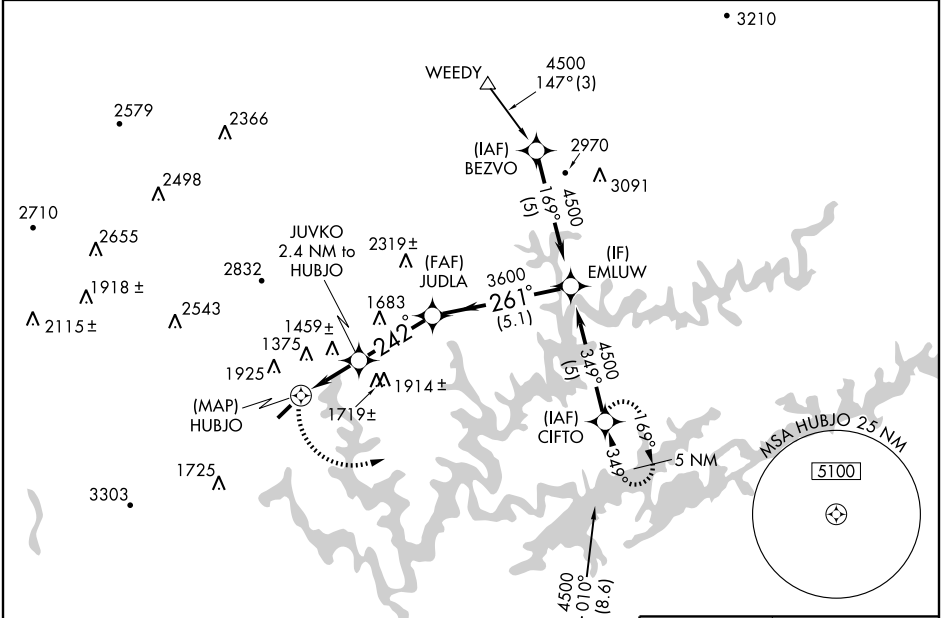 3210
4500
147° (3)
WEEDY
2579
2366
(IAF)
BEZVO
2970
3091
2498
4500
169°
(5)
2710
JUVKO
2.4 NM to
HUBJO
2655
2319 ±
(FAF)
JUDLA
(IF)
EMLUW
2832
3600
261°
(5.1)
1918 ±
2115 ±
2543
1683
1459 ±
242°
1375
1925
4500
349°
(5)
1914 ±
1719 ±
(MAP)
HUBJO
(IAF)
CIFTO
169°
349°
5 NM
MSA HUBJO 25 NM
5100
1725
3303
4500
010°
(8.6)